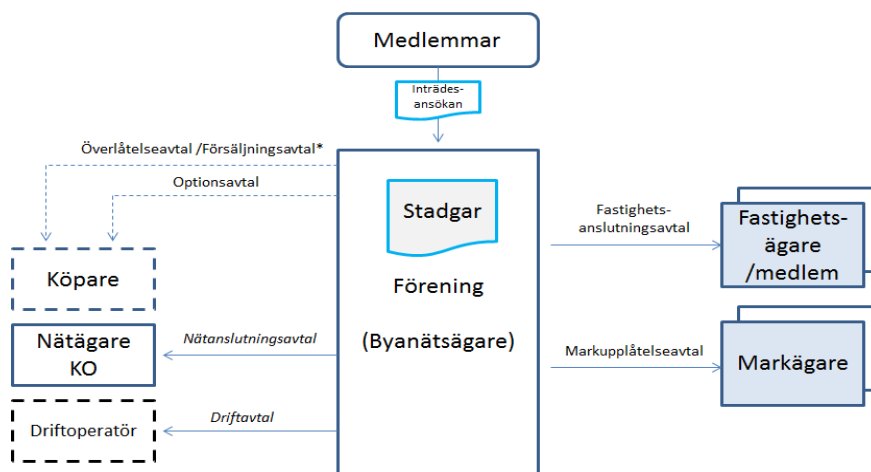 Medlemmar
Inträdes-
ansökan
Överlåtelseavtal /Försäljningsavtal*
Optionsavtal
Stadgar
Förening
(Byanätsägare)
Köpare
Nätägare
KO
Driftoperatör
Nätanslutningsavtal
Driftavtal
Fastighets-
anslutningsavtal
Fastighets-
ägare
/medlem
Markupplåtelseavtal
Markägare